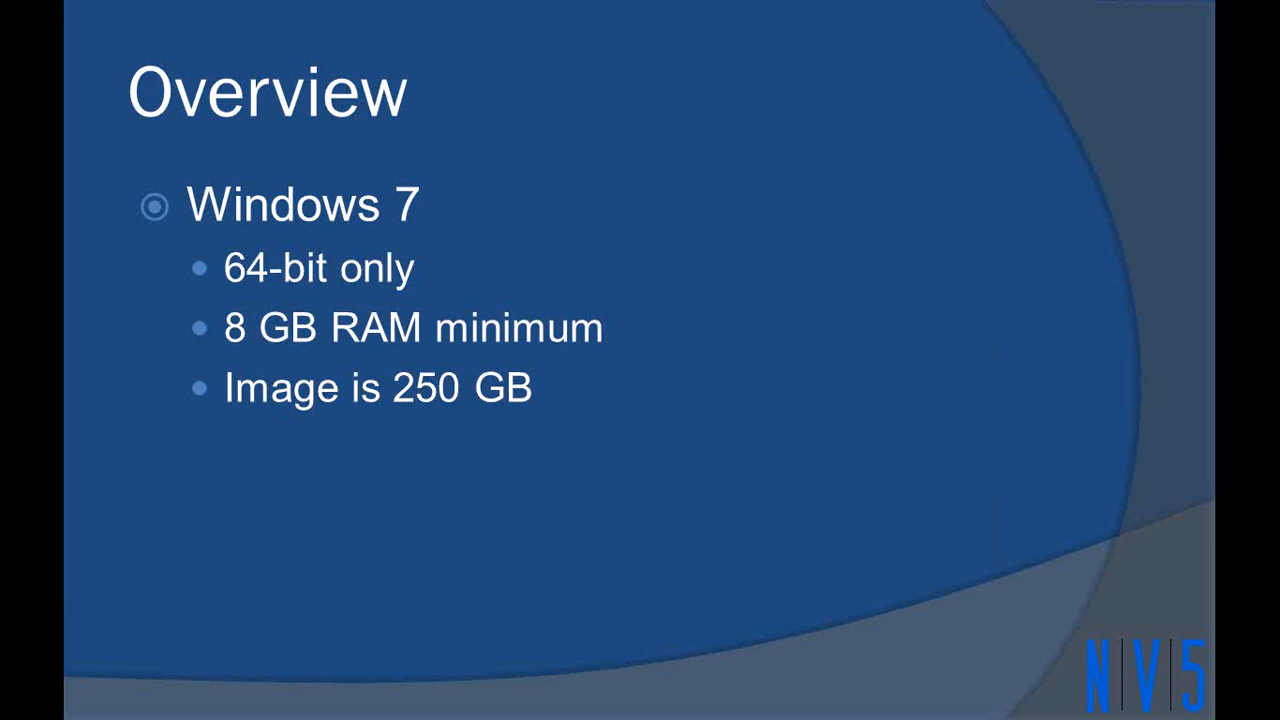 Overview
Windows 7
64-bit only
8 GB RAM minimum
Image is 250 GB
N|V|5